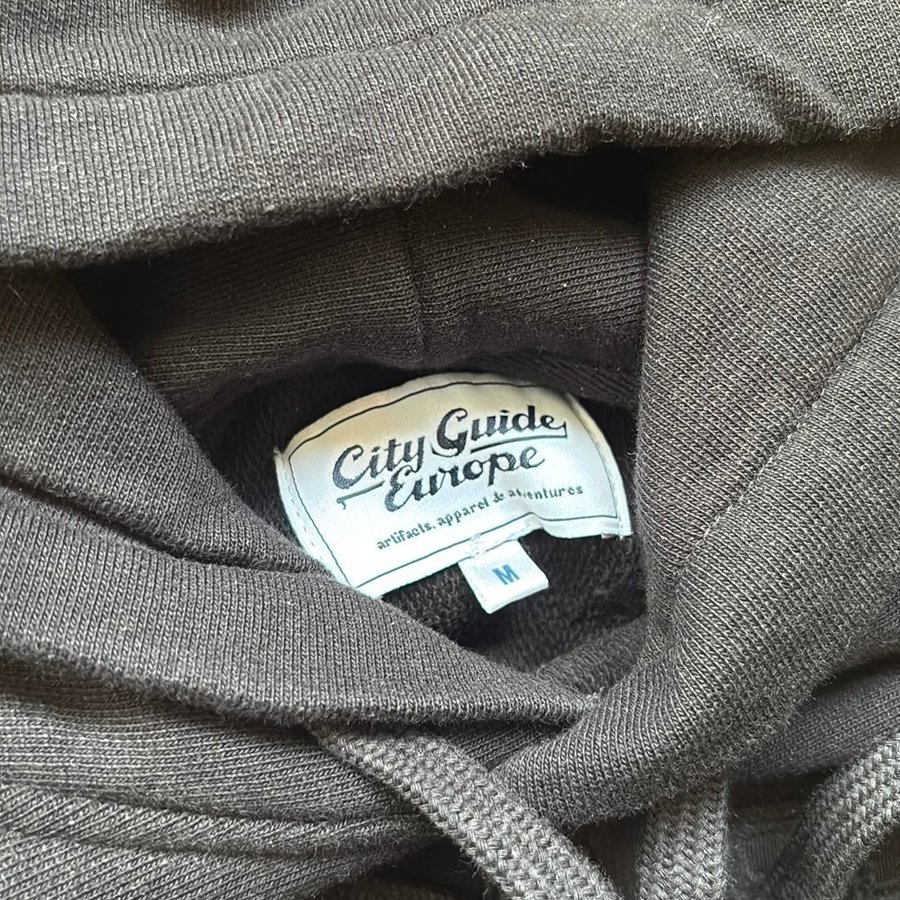 City Guide
Europe
artifacts, apparel & adventures
M